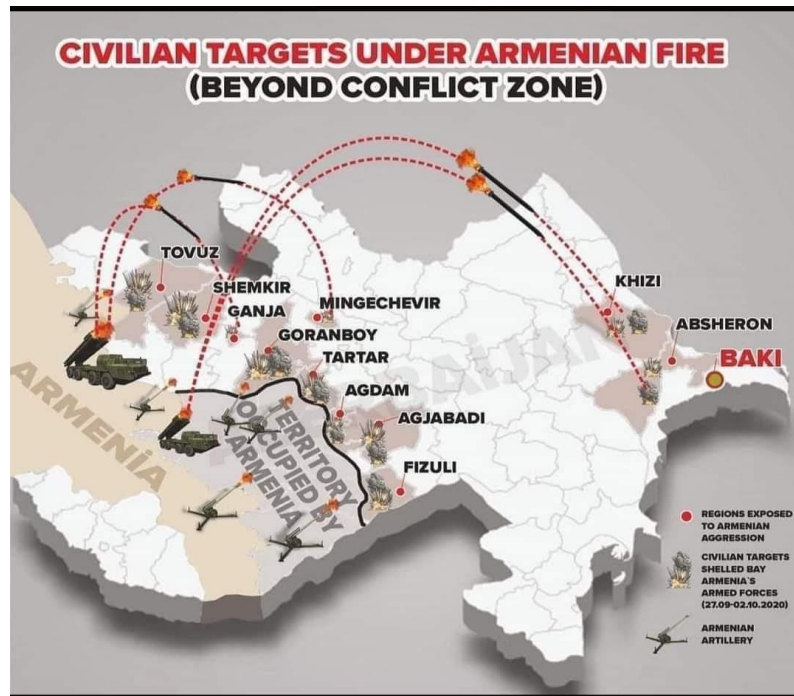 CIVILIAN TARGETS UNDER ARMENIAN FIRE
(BEYOND CONFLICT ZONE)
TOVUZ
SHEMKIR
GANJA
MINGECHEVIR
GORANBOY
TARTAR
AGDAM
AGJABADI
FIZULI
KHIZI
ABSHERON
BAKI
ARMENIA
TERRITORY
OCCUPIED BY
ARMENIA
AZERBAIJAN
REGIONS EXPOSED
TO ARMENIAN
AGGRESSION
CIVILIAN TARGETS
SHELLED BAY
ARMENIA`S
ARMED FORCES
(27.09-02.10.2020)
ARMENIAN
ARTILLERY